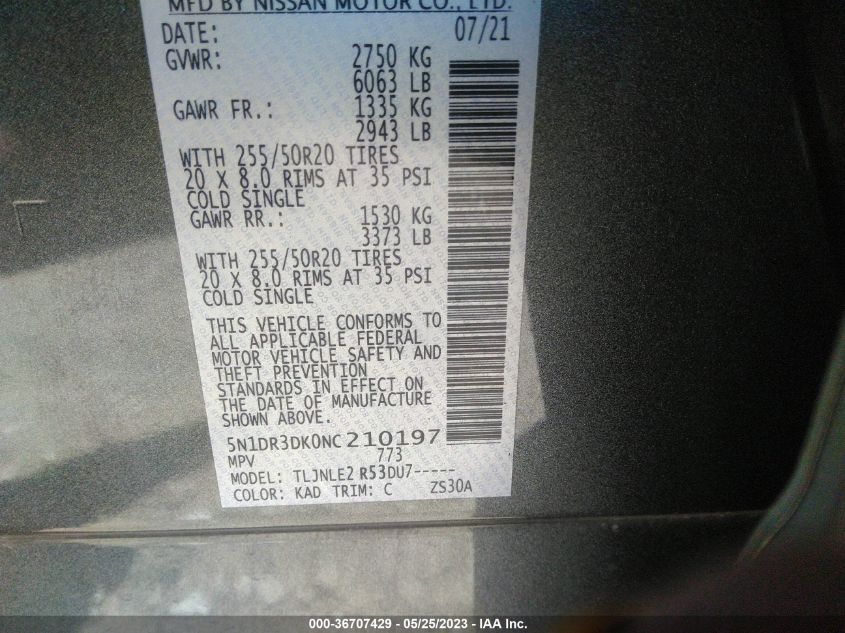 MFD BY NISSAN MOTOR CO., LTD.
DATE: 07/21
GVWR: 2750 KG
6063 LB
GAWR FR.: 1335 KG
2943 LB
WITH 255/50R20 TIRES
20 X 8.0 RIMS AT 35 PSI
COLD SINGLE
GAWR RR.: 1530 KG
3373 LB
WITH 255/50R20 TIRES
20 X 8.0 RIMS AT 35 PSI
COLD SINGLE
THIS VEHICLE CONFORMS TO
ALL APPLICABLE FEDERAL
MOTOR VEHICLE SAFETY AND
THEFT PREVENTION
STANDARDS IN EFFECT ON
THE DATE OF MANUFACTURE
SHOWN ABOVE.
5N1DR3DK0NC210197
MPV 773
MODEL: TLJNLE2 R53DU7-----
COLOR: KAD TRIM: C ZS30A
000-36707429 - 05/25/2023 - IAA Inc.